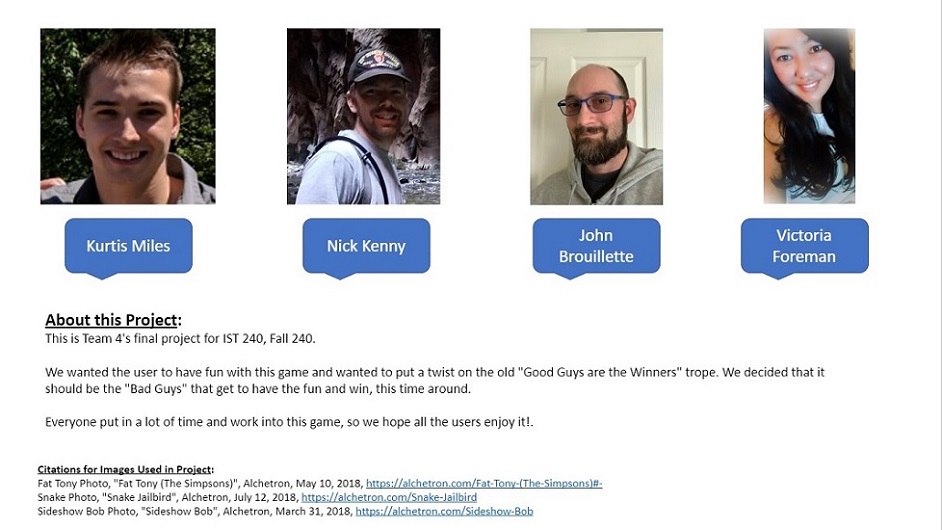 Kurtis Miles
Nick Kenny
John
Brouillette
Victoria
Foreman
About this Project:
This is Team 4's final project for IST 240, Fall 240.
We wanted the user to have fun with this game and wanted to put a twist on the old "Good Guys are the Winners" trope. We decided that it
should be the "Bad Guys" that get to have the fun and win, this time around.
Everyone put in a lot of time and work into this game, so we hope all the users enjoy it!.
Citations for Images Used in Project:
Fat Tony Photo, "Fat Tony (The Simpsons)", Alchetron, May 10, 2018, https://alchetron.com/Fat-Tony-(The-Simpsons)#-
Snake Photo, "Snake Jailbird", Alchetron, July 12, 2018, https://alchetron.com/Snake-Jailbird
Sideshow Bob Photo, "Sideshow Bob", Alchetron, March 31, 2018, https://alchetron.com/Sideshow-Bob